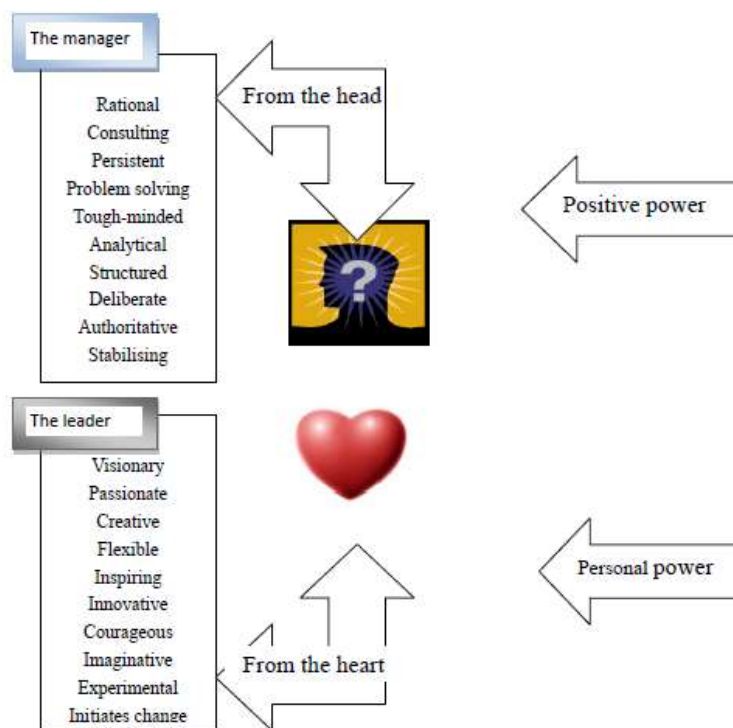 The manager
Rational
Consulting
Persistent
Problem solving
Tough-minded
Analytical
Structured
Deliberate
Authoritative
Stabilising
From the head
?
Positive power
The leader
Visionary
Passionate
Creative
Flexible
Inspiring
Innovative
Courageous
Imaginative
Experimental
Initiates change
From the heart
Personal power